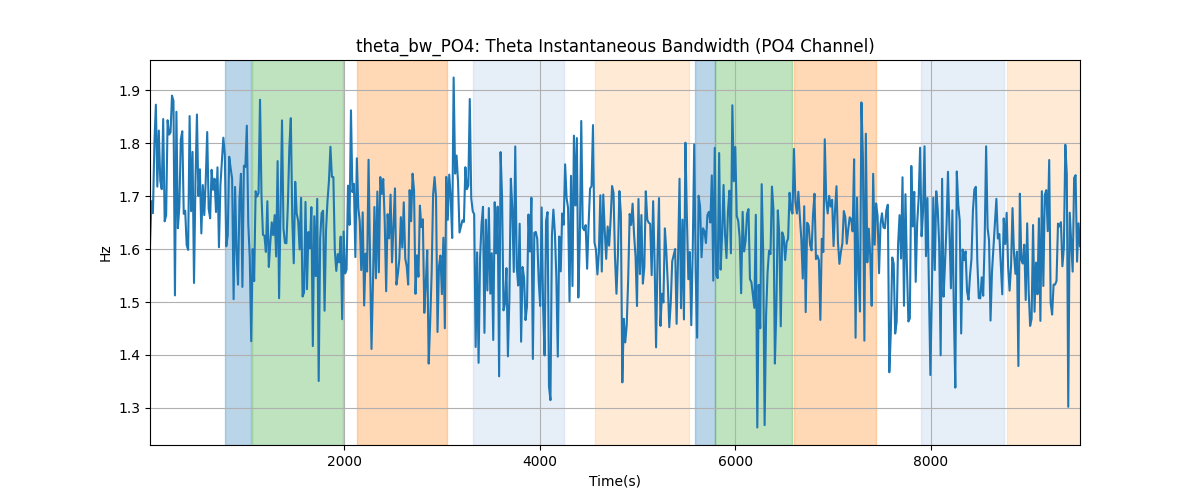 theta_bw_PO4: Theta Instantaneous Bandwidth (PO4 Channel)
Hz
1.9
1.8
1.7
1.6
1.5
1.4
1.3
2000 4000 6000 8000
Time(s)